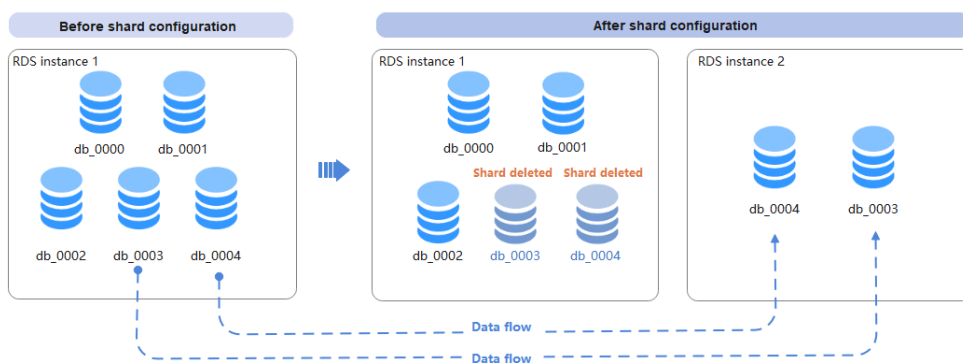 Before shard configuration
After shard configuration
RDS instance 1
RDS instance 1
RDS instance 2
db_0000
db_0001
db_0000
db_0001
Shard deleted
Shard deleted
db_0004
db_0003
db_0002
db_0003
db_0004
db_0002
db_0003
db_0004
Data flow
Data flow